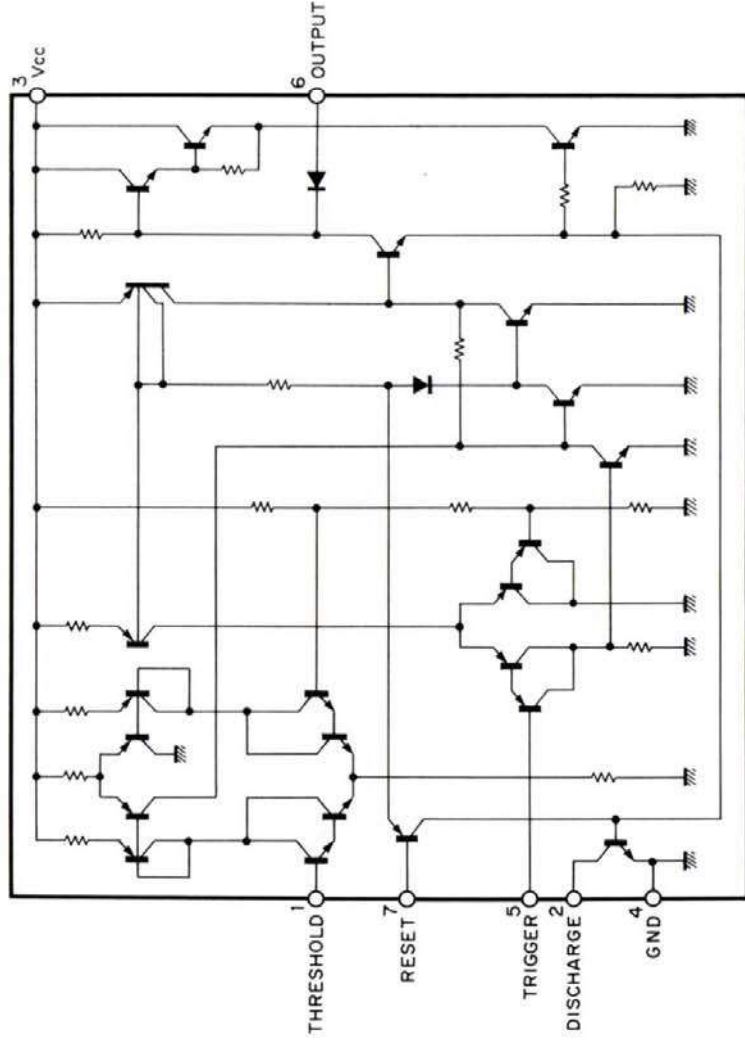 3 Vcc
6 OUTPUT
1 THRESHOLD
7 RESET
5 TRIGGER
2 DISCHARGE
4 GND